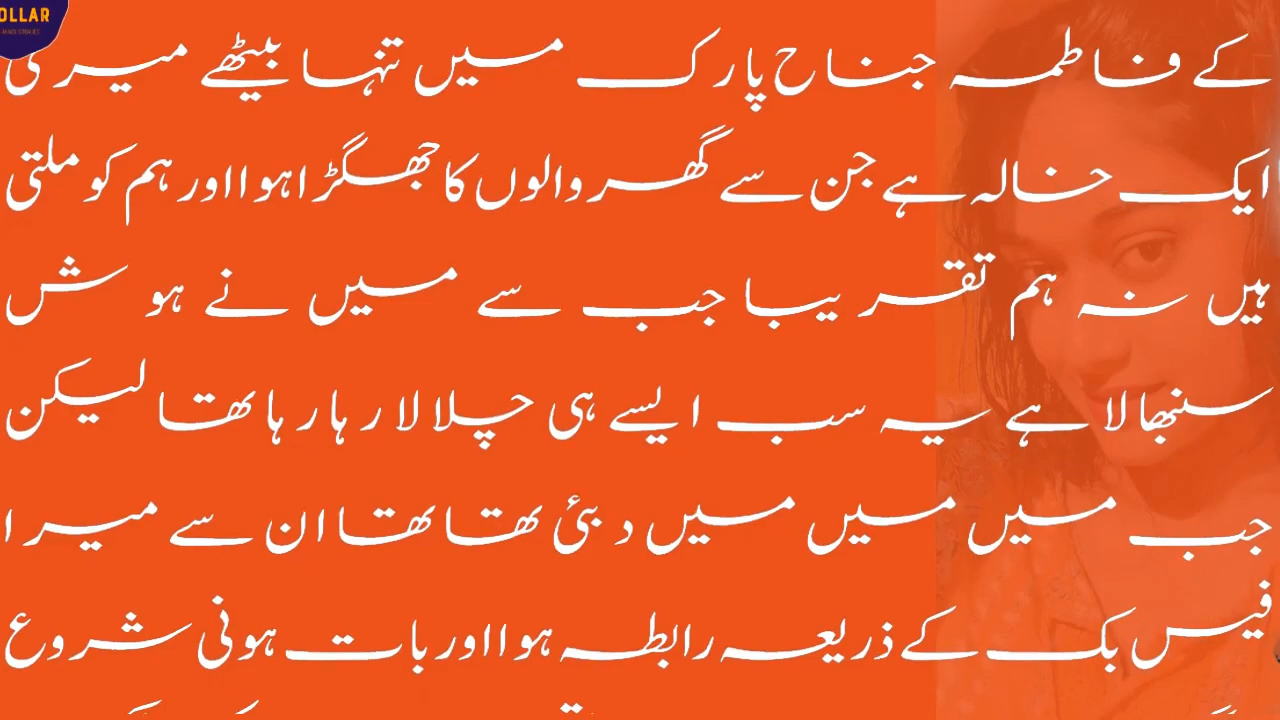 OLLAR
کے فاطمہ جناح پارک میں تنہا بیٹھے میری
ایک خالہ ہے جن سے گھر والوں کا جھگڑا ہوا اور ہم کو ملتی
ہیں نہ ہم تقریبا جب سے میں نے ہوش
سنبھالا ہے یہ سب ایسے ہی چلا لا رہا رہا تھا لیکن
جب میں میں میں دبئی تھا تھا ان سے میرا
فیس بک کے ذریعہ رابطہ ہوا اور بات ہونی شروع